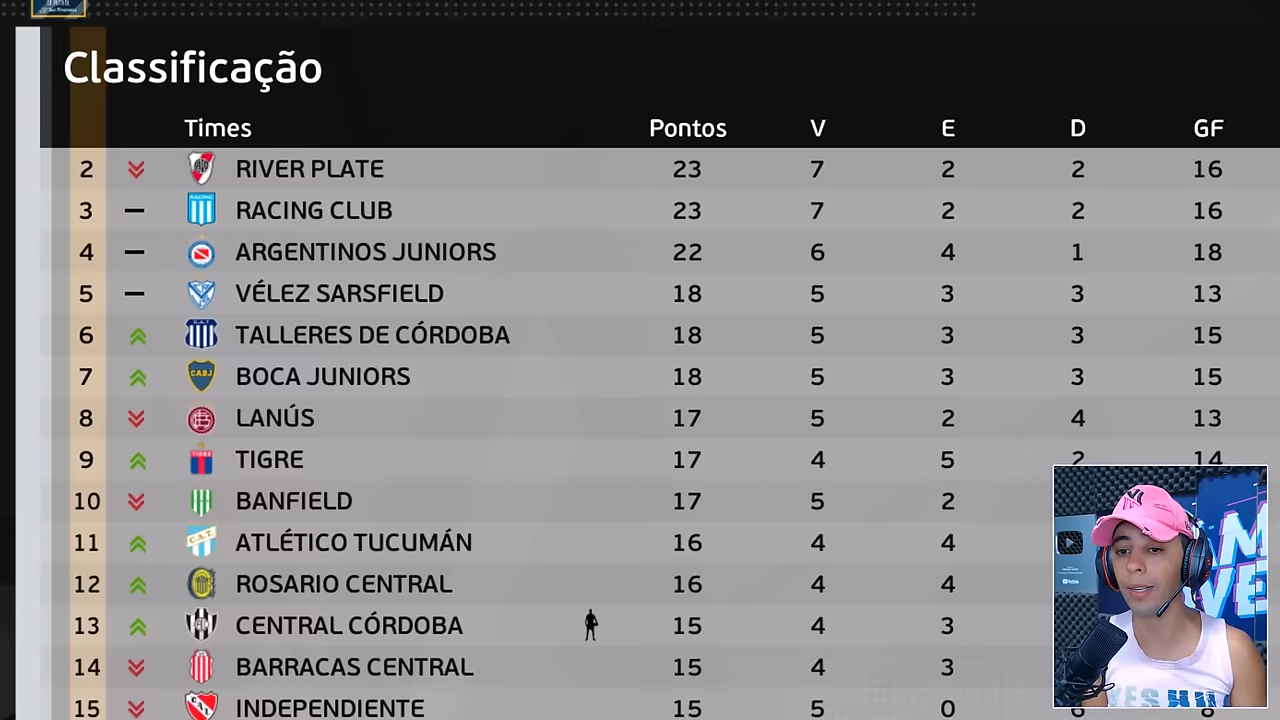 Classificação
Times Pontos V E D GF
2 RIVER PLATE 23 7 2 2 16
3 RACING CLUB 23 7 2 2 16
4 ARGENTINOS JUNIORS 22 6 4 1 18
5 VÉLEZ SARSFIELD 18 5 3 3 13
6 TALLERES DE CÓRDOBA 18 5 3 3 15
7 BOCA JUNIORS 18 5 3 3 15
8 LANÚS 17 5 2 4 13
9 TIGRE 17 4 5 2 14
10 BANFIELD 17 5 2
11 ATLÉTICO TUCUMÁN 16 4 4
12 ROSARIO CENTRAL 16 4 4
13 CENTRAL CÓRDOBA 15 4 3
14 BARRACAS CENTRAL 15 4 3
15 INDEPENDIENTE 15 5 0 6 8